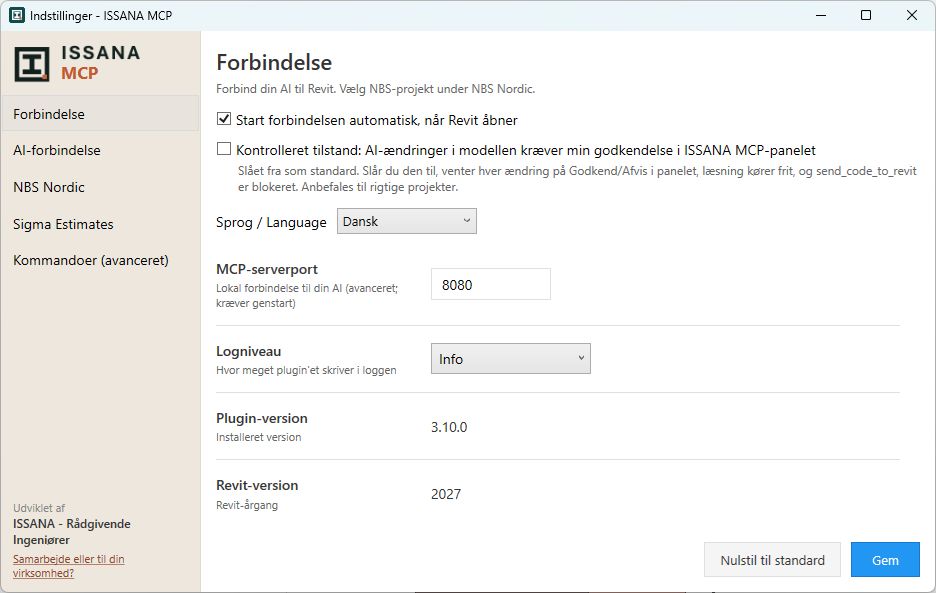 Indstillinger - ISSANA MCP
ISSANA
MCP
Forbindelse
AI-forbindelse
NBS Nordic
Sigma Estimates
Kommandoer (avanceret)
Udviklet af
ISSANA - Rådgivende
Ingeniører
Samarbejde eller til din
virksomhed?
Forbindelse
Forbind din AI til Revit. Vælg NBS-projekt under NBS Nordic.
Start forbindelsen automatisk, når Revit åbner
Kontrolleret tilstand: AI-ændringer i modellen kræver min godkendelse i ISSANA MCP-panelet
Slået fra som standard. Slår du den til, venter hver ændring på Godkend/Afvis i panelet, læsning kører frit, og send_code_to_revit
er blokeret. Anbefales til rigtige projekter.
Sprog / Language Dansk
MCP-serverport
Lokal forbindelse til din AI (avanceret;
kræver genstart)
8080
Logniveau
Hvor meget plugin'et skriver i loggen
Info
Plugin-version
Installeret version
3.10.0
Revit-version
Revit-årgang
2027
Nulstil til standard
Gem